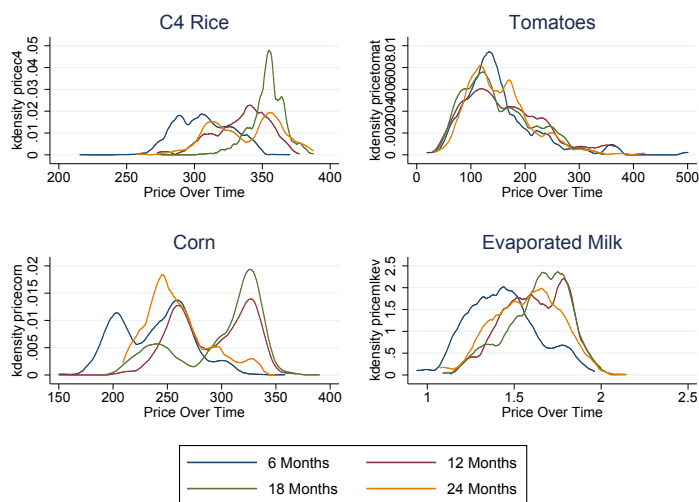 C4 Rice
Tomatoes
kdensity pricec4
0 .01 .02 .03 .04 .05
200 250 300 350 400
Price Over Time
kdensity pricetomat
0 .002.004.006.008.01
0 100 200 300 400 500
Price Over Time
Corn
Evaporated Milk
kdensity pricecorn
0 .005 .01 .015 .02
150 200 250 300 350 400
Price Over Time
kdensity pricemilkev
0 .5 1 1.5 2 2.5
1 1.5 2 2.5
Price Over Time
6 Months 12 Months
18 Months 24 Months